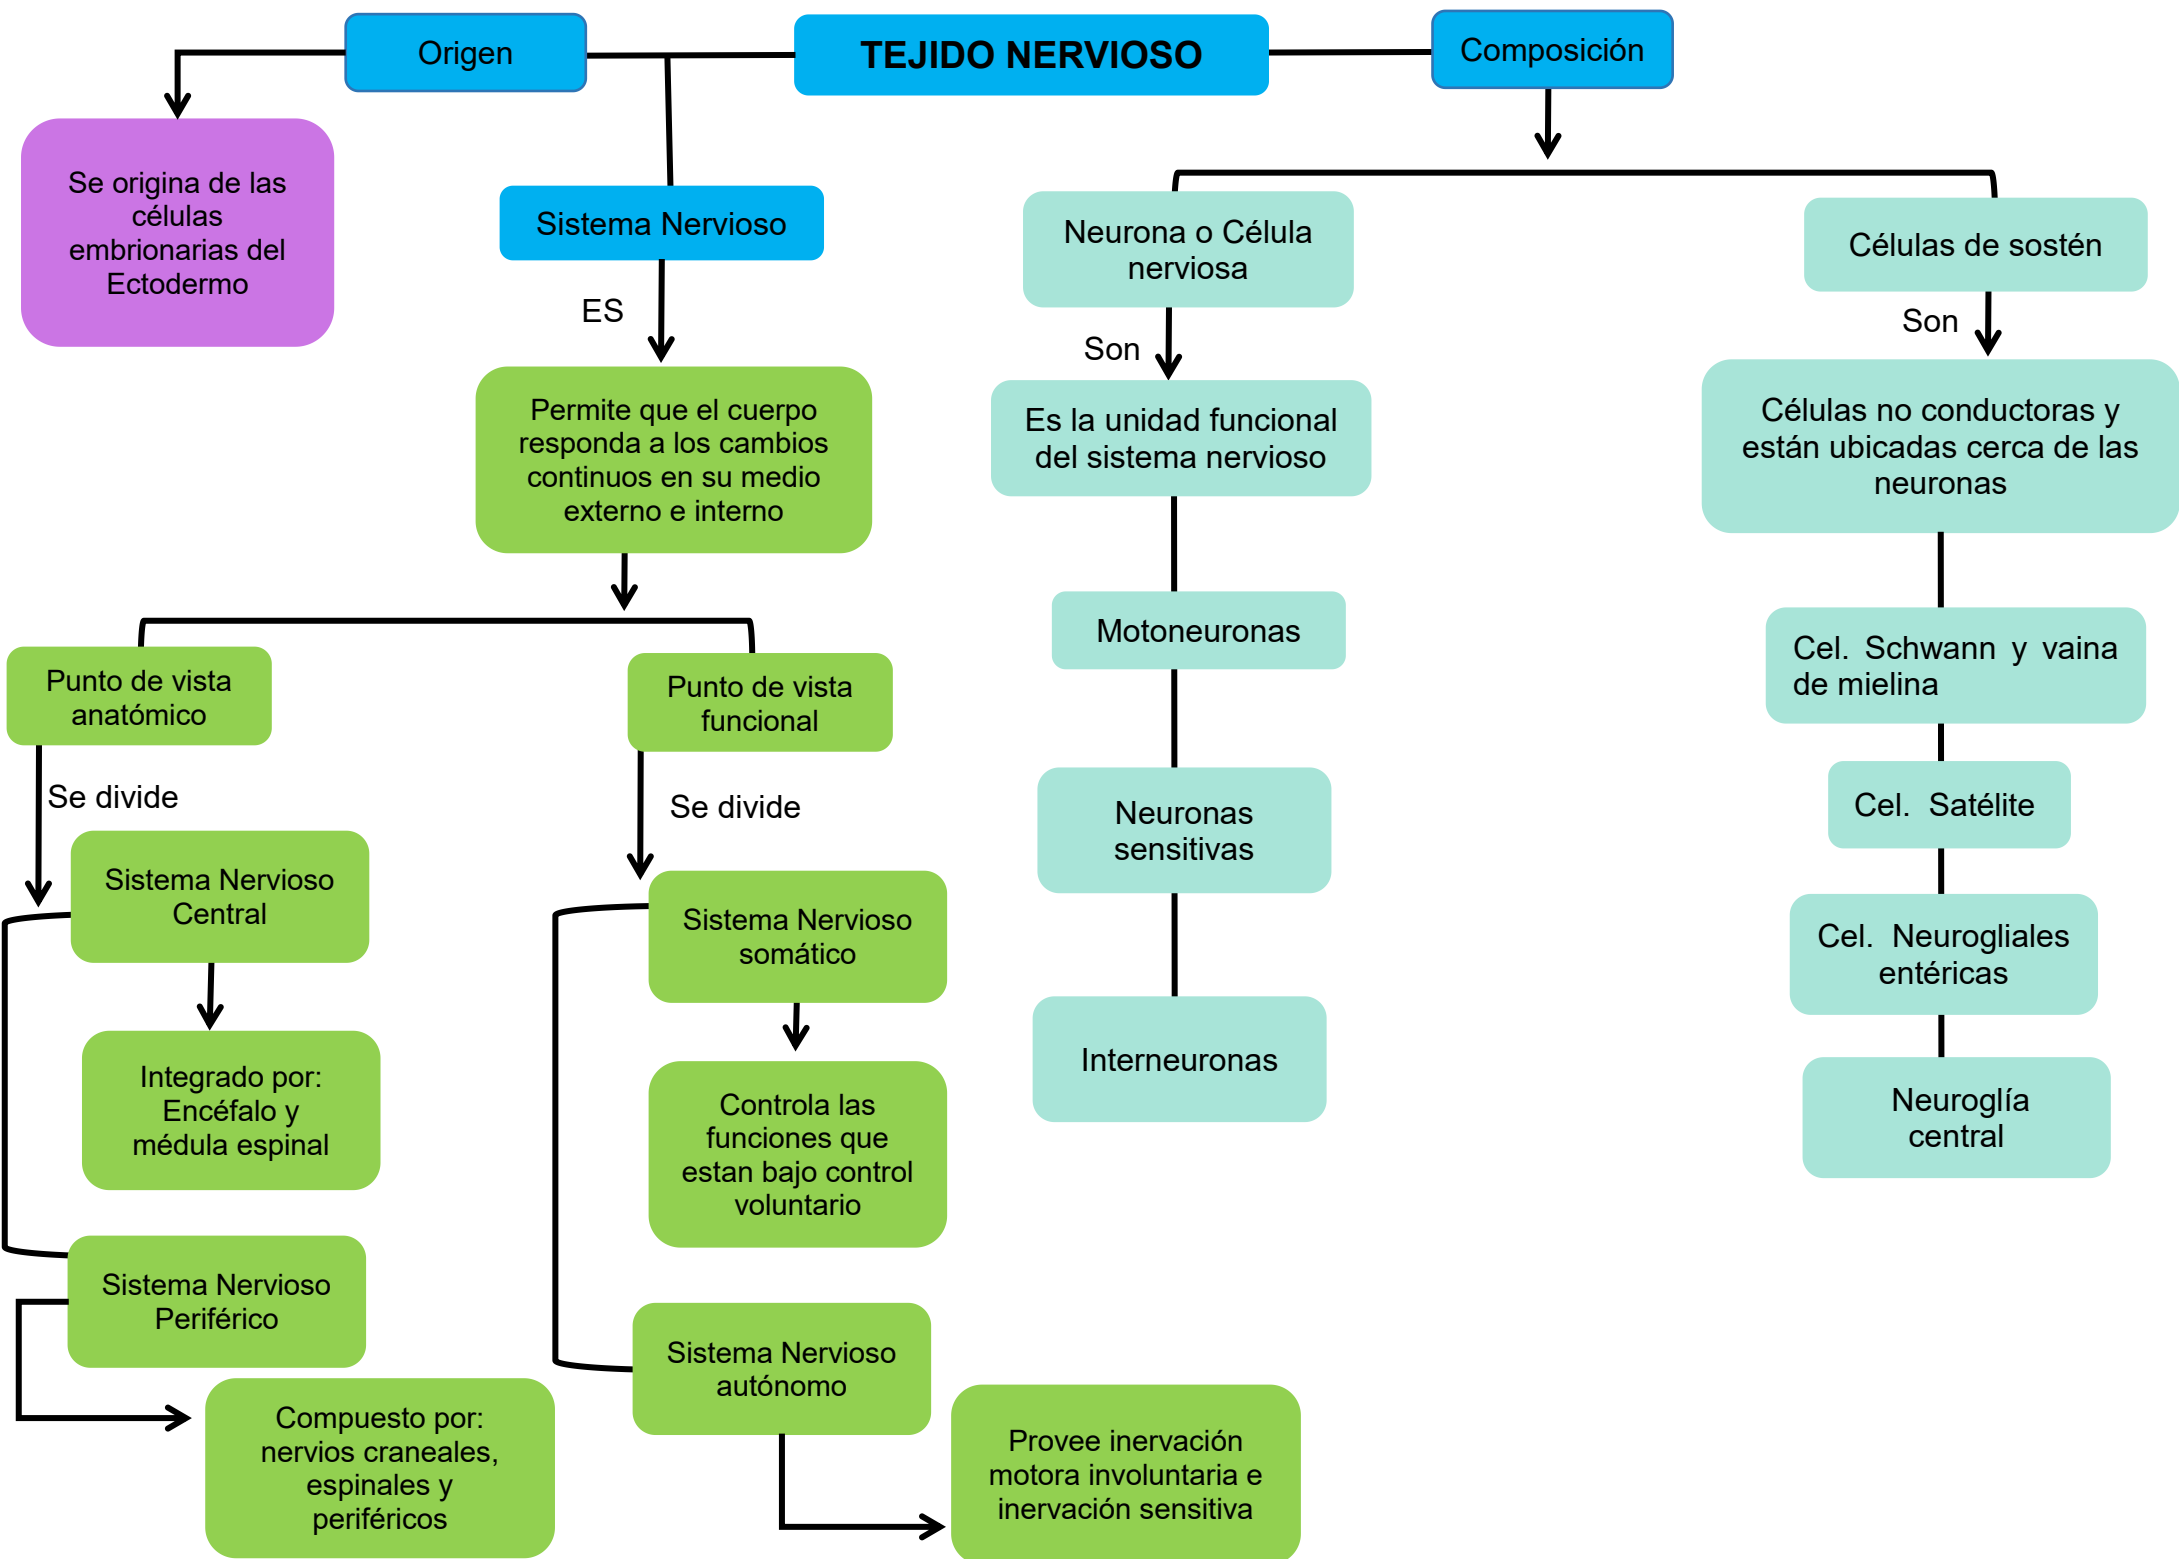 Origen
TEJIDO NERVIOSO
Composición
Se origina de las
células
embrionarias del
Ectodermo
Sistema Nervioso
ES
Permite que el cuerpo
responda a los cambios
continuos en su medio
externo e interno
Punto de vista
anatómico
Se divide
Sistema Nervioso
Central
Integrado por:
Encéfalo y
médula espinal
Sistema Nervioso
Periférico
Compuesto por:
nervios craneales,
espinales y
periféricos
Punto de vista
funcional
Se divide
Sistema Nervioso
somático
Controla las
funciones que
estan bajo control
voluntario
Sistema Nervioso
autónomo
Provee inervación
motora involuntaria e
inervación sensitiva
Neurona o Célula
nerviosa
Son
Es la unidad funcional
del sistema nervioso
Motoneuronas
Neuronas
sensitivas
Interneuronas
Células de sostén
Son
Células no conductoras y
están ubicadas cerca de las
neuronas
Cel. Schwann y vaina
de mielina
Cel. Satélite
Cel. Neurogliales
entéricas
Neuroglía
central